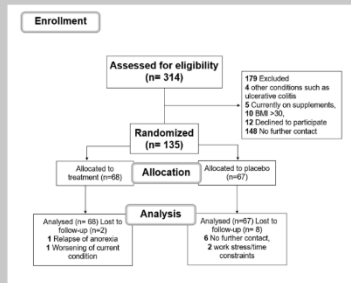 Enrollment
Assessed for eligibility
(n= 314)
179 Excluded
4 other conditions such as
ulcerative colitis
5 Currently on supplements,
10 BMI >30,
12 Declined to participate
148 No further contact
Randomized
(n= 135)
Allocated to
treatment (n=68)
Allocation
Allocated to placebo
(n=67)
Analysis
Analysed (n= 68) Lost to
follow-up (n=2)
1 Relapse of anorexia
1 Worsening of current
condition
Analysed (n=67) Lost to
follow-up (n= 8)
6 No further contact,
2 work stress/time
constraints